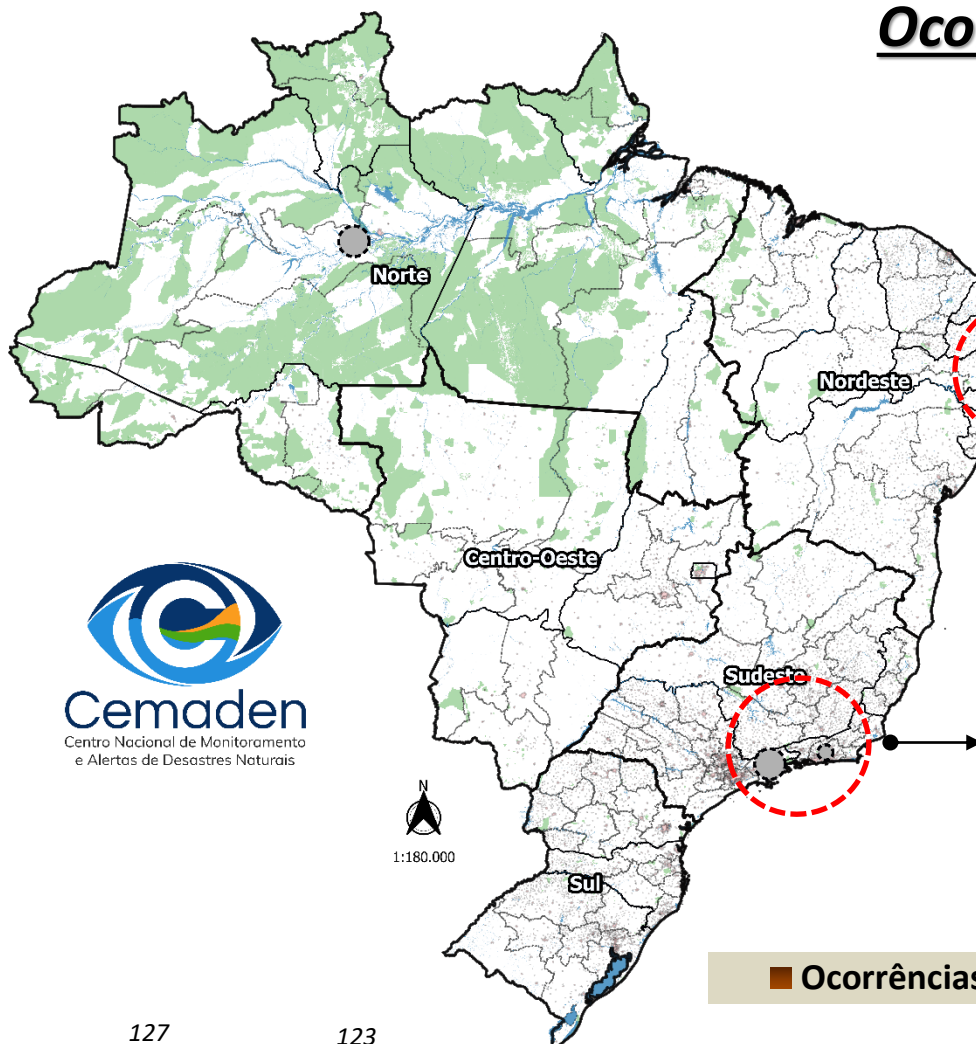 Oco
Norte
Nordeste
Centro-Oeste
Sudeste
Cemaden
Centro Nacional de Monitoramento
e Alertas de Desastres Naturais
N
1:180.000
Sul
Ocorrências
127
123